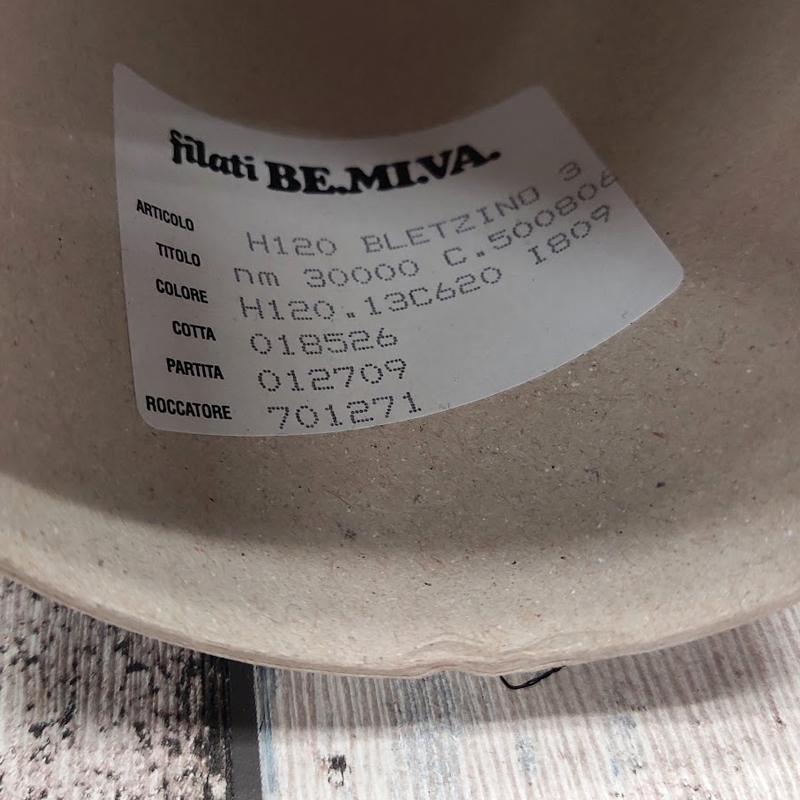 filati BE.MI.VA.
ARTICOLO H120 BLETZINO 3
TITOLO nm 30000 C.500806
COLORE H120.13C620 I809
COTTA 018526
PARTITA 012709
ROCCATORE 701271